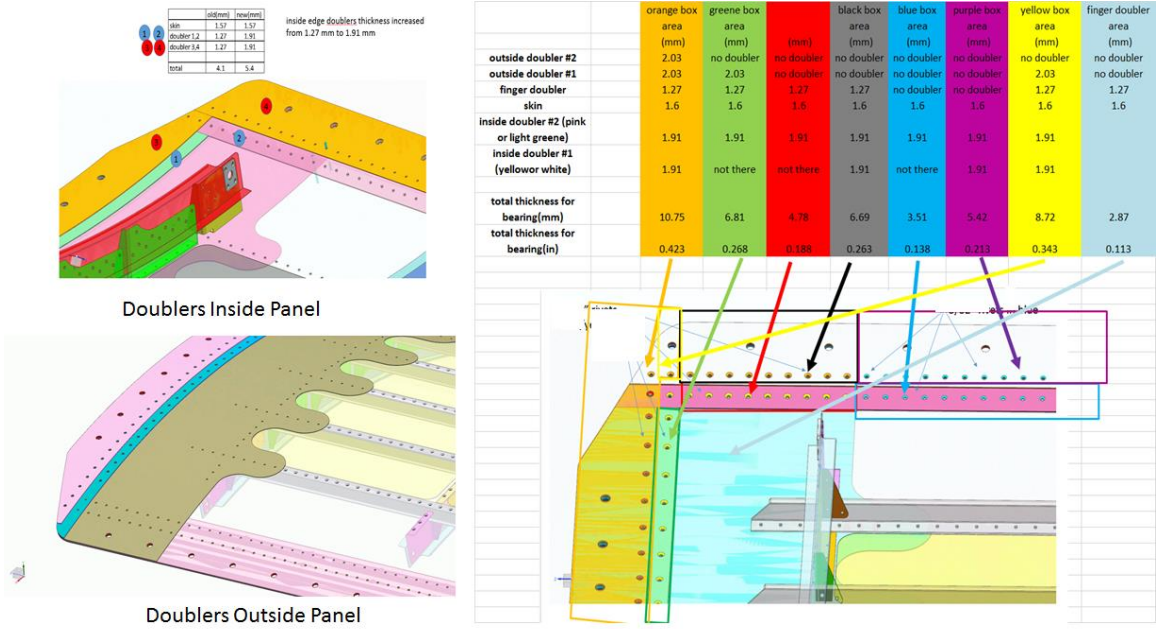 old(mm) new(mm)
skin 1.57 1.57
doubler 1,2 1.27 1.91
doubler 3,4 1.27 1.91
total 4.1 5.4
1 2
3 4
inside edge doublers thickness increased
from 1.27 mm to 1.91 mm
4
3
2
1
Doublers Inside Panel
Doublers Outside Panel
orange box greene box black box blue box purple box yellow box finger doubler
area area area area area area area
(mm) (mm) (mm) (mm) (mm) (mm) (mm) (mm)
outside doubler #2 2.03 no doubler no doubler no doubler no doubler no doubler no doubler no doubler
outside doubler #1 2.03 2.03 no doubler no doubler no doubler no doubler 2.03 no doubler
finger doubler 1.27 1.27 1.27 1.27 no doubler no doubler 1.27 1.27
skin 1.6 1.6 1.6 1.6 1.6 1.6 1.6 1.6
inside doubler #2 (pink
or light greene) 1.91 1.91 1.91 1.91 1.91 1.91 1.91
inside doubler #1
(yellowor white) 1.91 not there not there 1.91 not there 1.91 1.91
total thickness for
bearing(mm) 10.75 6.81 4.78 6.69 3.51 5.42 8.72 2.87
total thickness for
bearing(in) 0.423 0.268 0.188 0.263 0.138 0.213 0.343 0.113